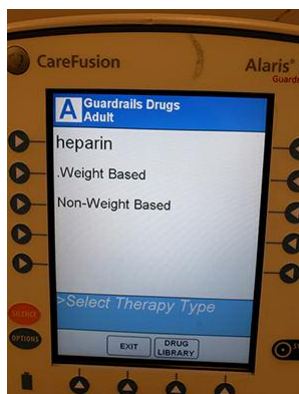 CareFusion
Alaris®
Guard
A
Guardrails Drugs
Adult
heparin
.Weight Based
Non-Weight Based
>Select Therapy Type
SILENCE
OPTIONS
EXIT
DRUG
LIBRARY